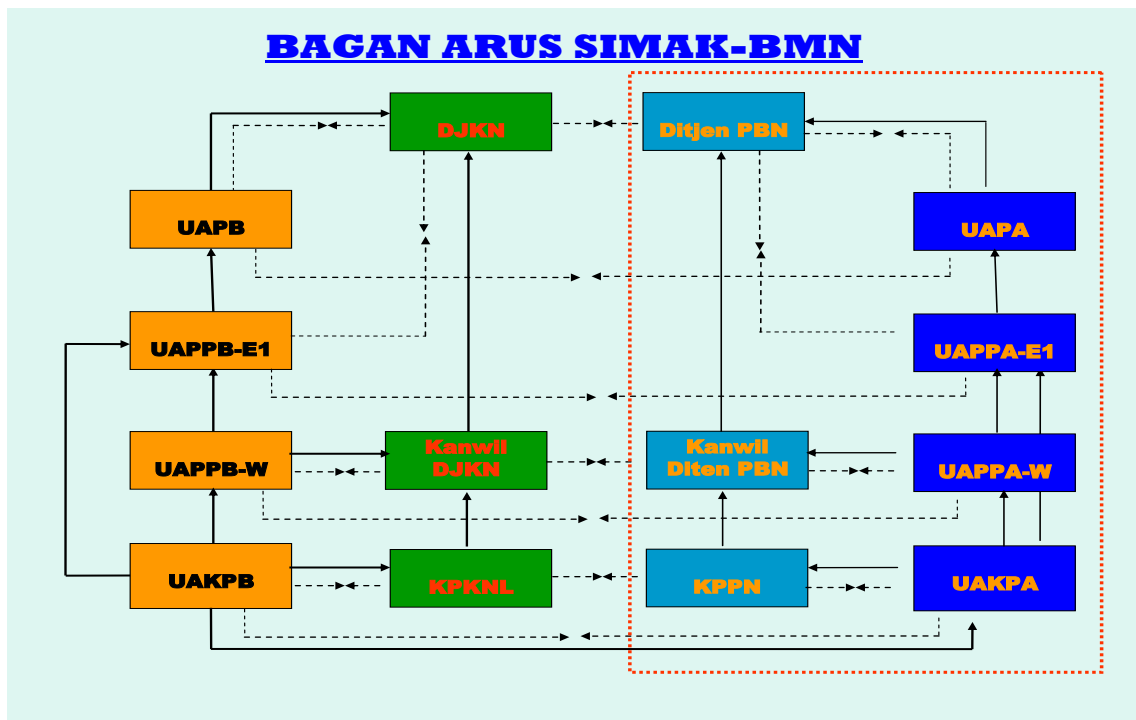 BAGAN ARUS SIMAK-BMN
DJKN
Ditjen PBN
UAPB
UAPA
UAPPB-E1
UAPPA-E1
Kanwil
DJKN
Kanwil
Diten PBN
UAPPB-W
UAPPA-W
UAKPB
KPKNL
KPPN
UAKPA